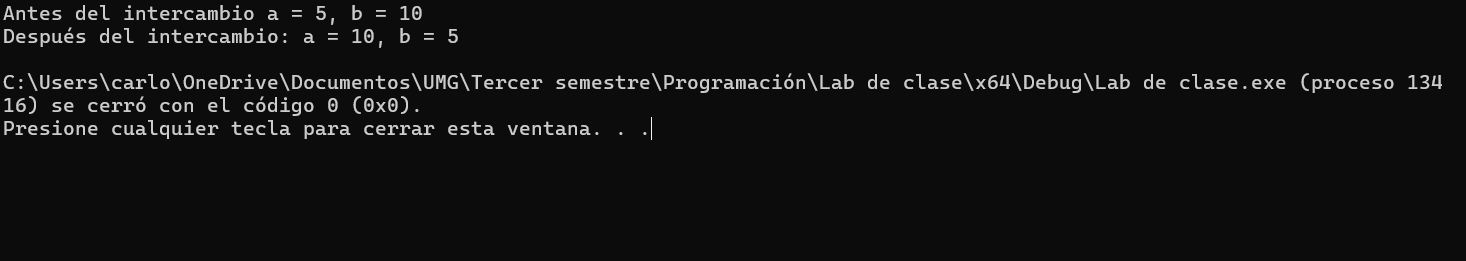 Antes del intercambio a = 5, b = 10
Después del intercambio: a = 10, b = 5
C:\Users\carlo\OneDrive\Documentos\UMG\Tercer semestre\Programación\Lab de clase\x64\Debug\Lab de clase.exe (proceso 134
16) se cerró con el código 0 (0x0).
Presione cualquier tecla para cerrar esta ventana. . .